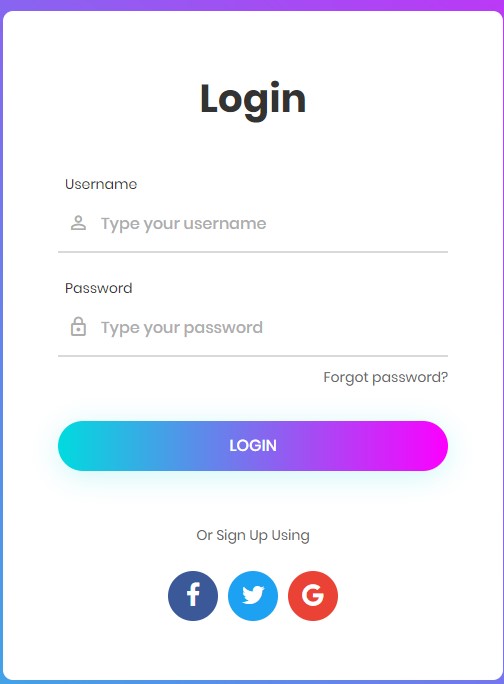 Login
Username
Type your username
Password
Type your password
Forgot password?
LOGIN
Or Sign Up Using